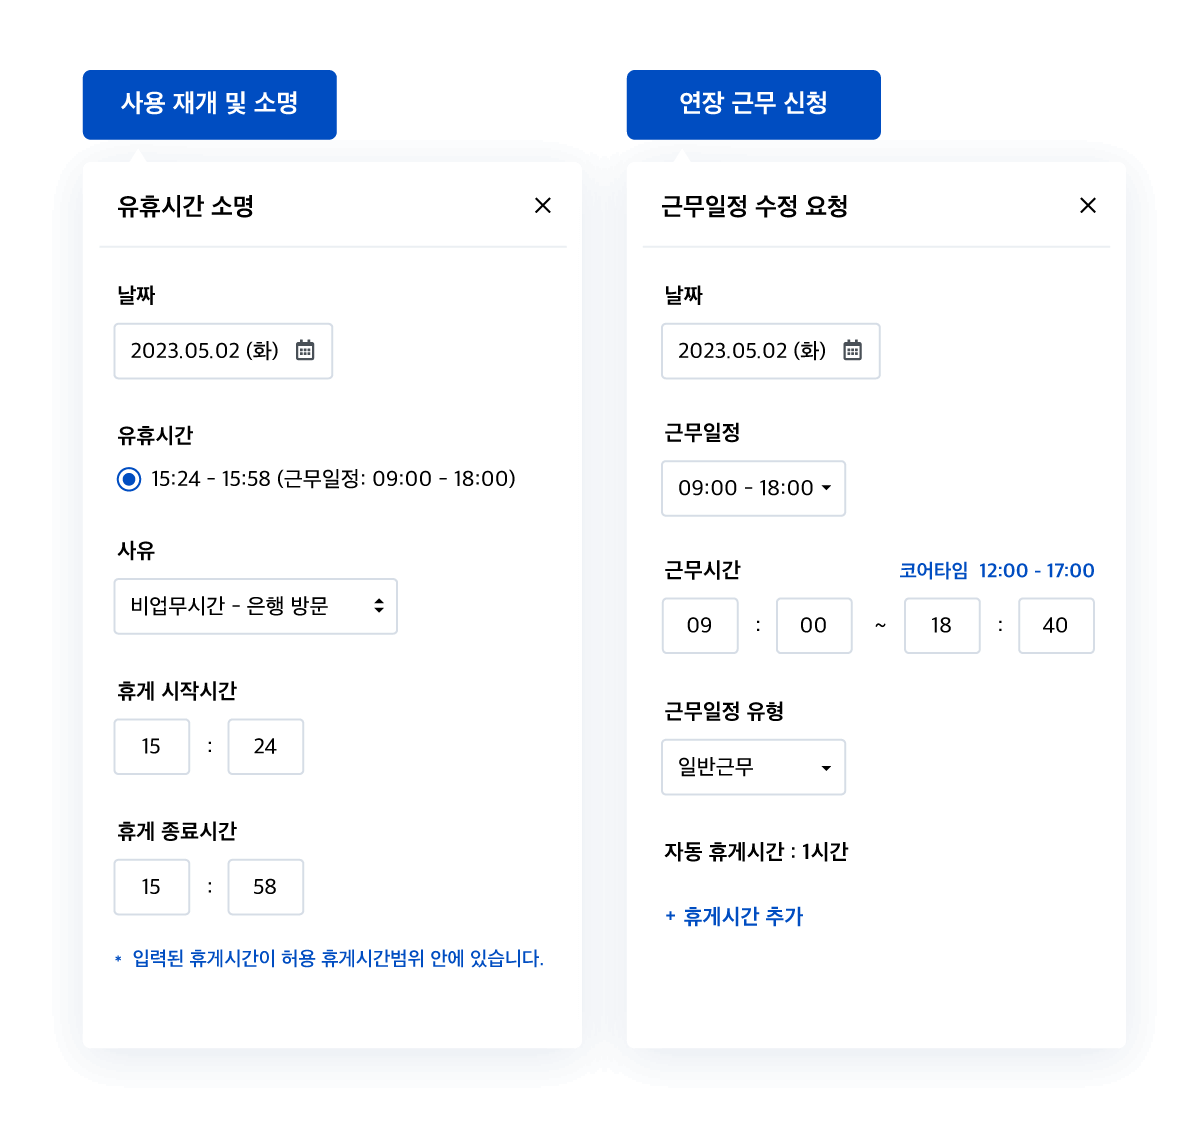 사용 재개 및 소명
유휴시간 소명
날짜
2023.05.02 (화)
유휴시간
15:24 - 15:58 (근무일정: 09:00 - 18:00)
사유
비업무시간 - 은행 방문
휴게 시작시간
15 : 24
휴게 종료시간
15 : 58
* 입력된 휴게시간이 허용 휴게시간범위 안에 있습니다.
연장 근무 신청
근무일정 수정 요청
날짜
2023.05.02 (화)
근무일정
09:00 - 18:00
근무시간 코어타임 12:00 - 17:00
09 : 00 ~ 18 : 40
근무일정 유형
일반근무
자동 휴게시간 : 1시간
+ 휴게시간 추가